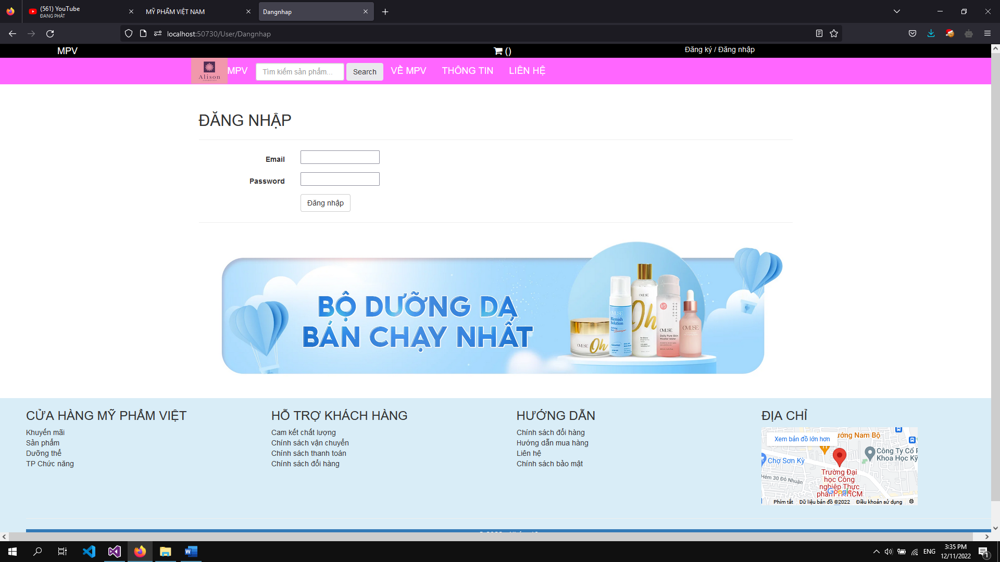 (561) YouTube
ĐANG PHÁT
MỸ PHẨM VIỆT NAM
Dangnhap
localhost:50730/User/Dangnhap
MPV
()
Đăng ký / Đăng nhập
Alison
MPV
Tìm kiếm sản phẩm...
Search
VỀ MPV
THÔNG TIN
LIÊN HỆ
ĐĂNG NHẬP
Email
Password
Đăng nhập
BỘ DƯỠNG DA
BÁN CHẠY NHẤT
OMUSE
Oh
OMUSE
Blemish
Solution
Cleanser
OMUSE
Oh
OMUSE
Daily Pure Skin
Micellar Water
OMUSE
CỬA HÀNG MỸ PHẨM VIỆT
Khuyến mãi
Sản phẩm
Dưỡng thể
TP Chức năng
HỖ TRỢ KHÁCH HÀNG
Cam kết chất lượng
Chính sách vận chuyển
Chính sách thanh toán
Chính sách đổi hàng
HƯỚNG DẪN
Chính sách đổi hàng
Hướng dẫn mua hàng
Liên hệ
Chính sách bảo mật
ĐỊA CHỈ
Xem bản đồ lớn hơn
ướng Nam Bộ
Công Ty Cổ P
Khoa Học Kỹ
Chợ Sơn Kỳ
Hẻm 30 Đỗ Nhuận
Trường Đại
học Công
nghiệp Thực
phẩm TP.HCM
Google
Phím tắt
Dữ liệu bản đồ ©2022
Điều khoản sử dụng
ENG
3:35 PM
12/11/2022
1